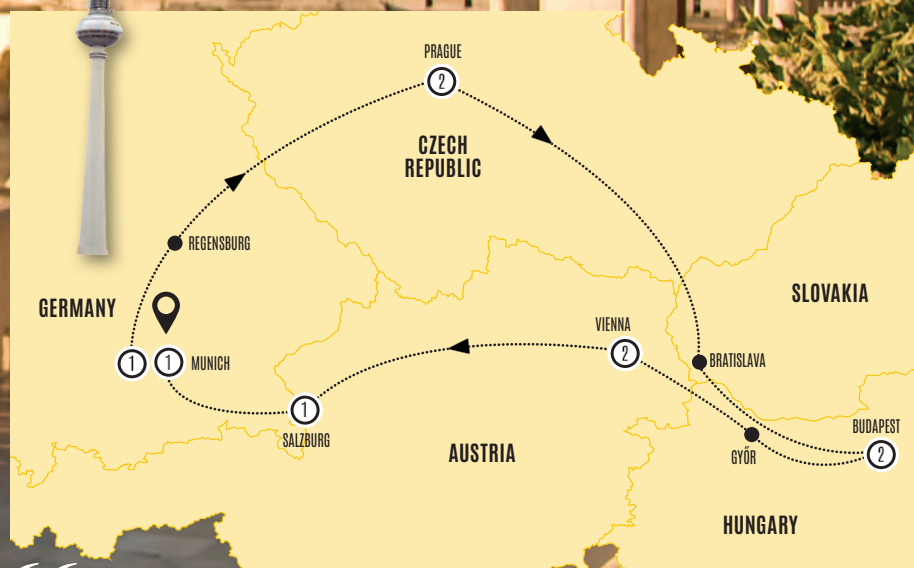 PRAGUE
2
CZECH
REPUBLIC
REGENSBURG
GERMANY
SLOVAKIA
VIENNA
2
BRATISLAVA
1
1
MUNICH
1
SALZBURG
AUSTRIA
BUDAPEST
2
GYŐR
HUNGARY